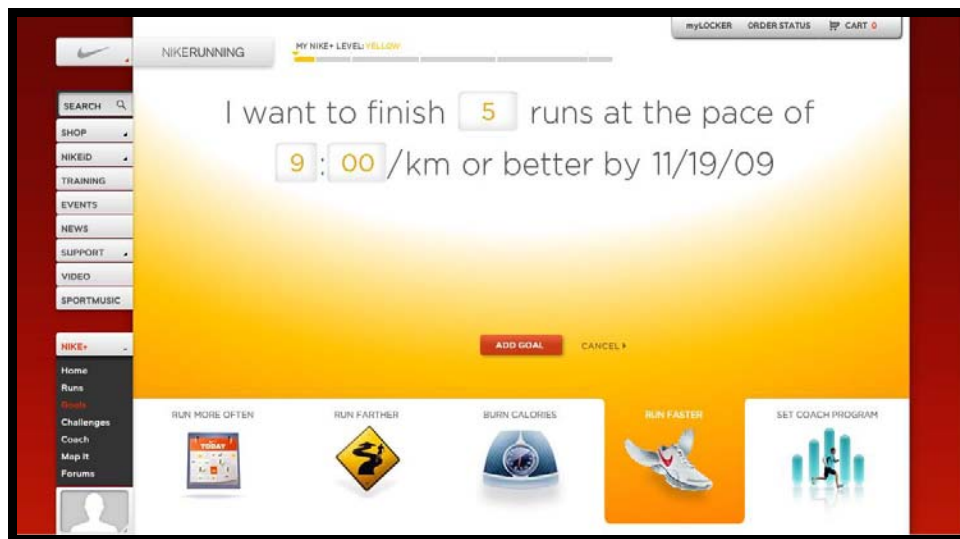 myLOCKER ORDER STATUS CART 0
NIKERUNNING
MY NIKE+ LEVEL: YELLOW
SEARCH
SHOP
NIKEiD
TRAINING
EVENTS
NEWS
SUPPORT
VIDEO
SPORTMUSIC
I want to finish 5 runs at the pace of
9 : 00 /km or better by 11/19/09
ADD GOAL CANCEL
NIKE+
Home
Runs
Goals
Challenges
Coach
Map It
Forums
RUN MORE OFTEN RUN FARTHER BURN CALORIES RUN FASTER SET COACH PROGRAM
TODAY